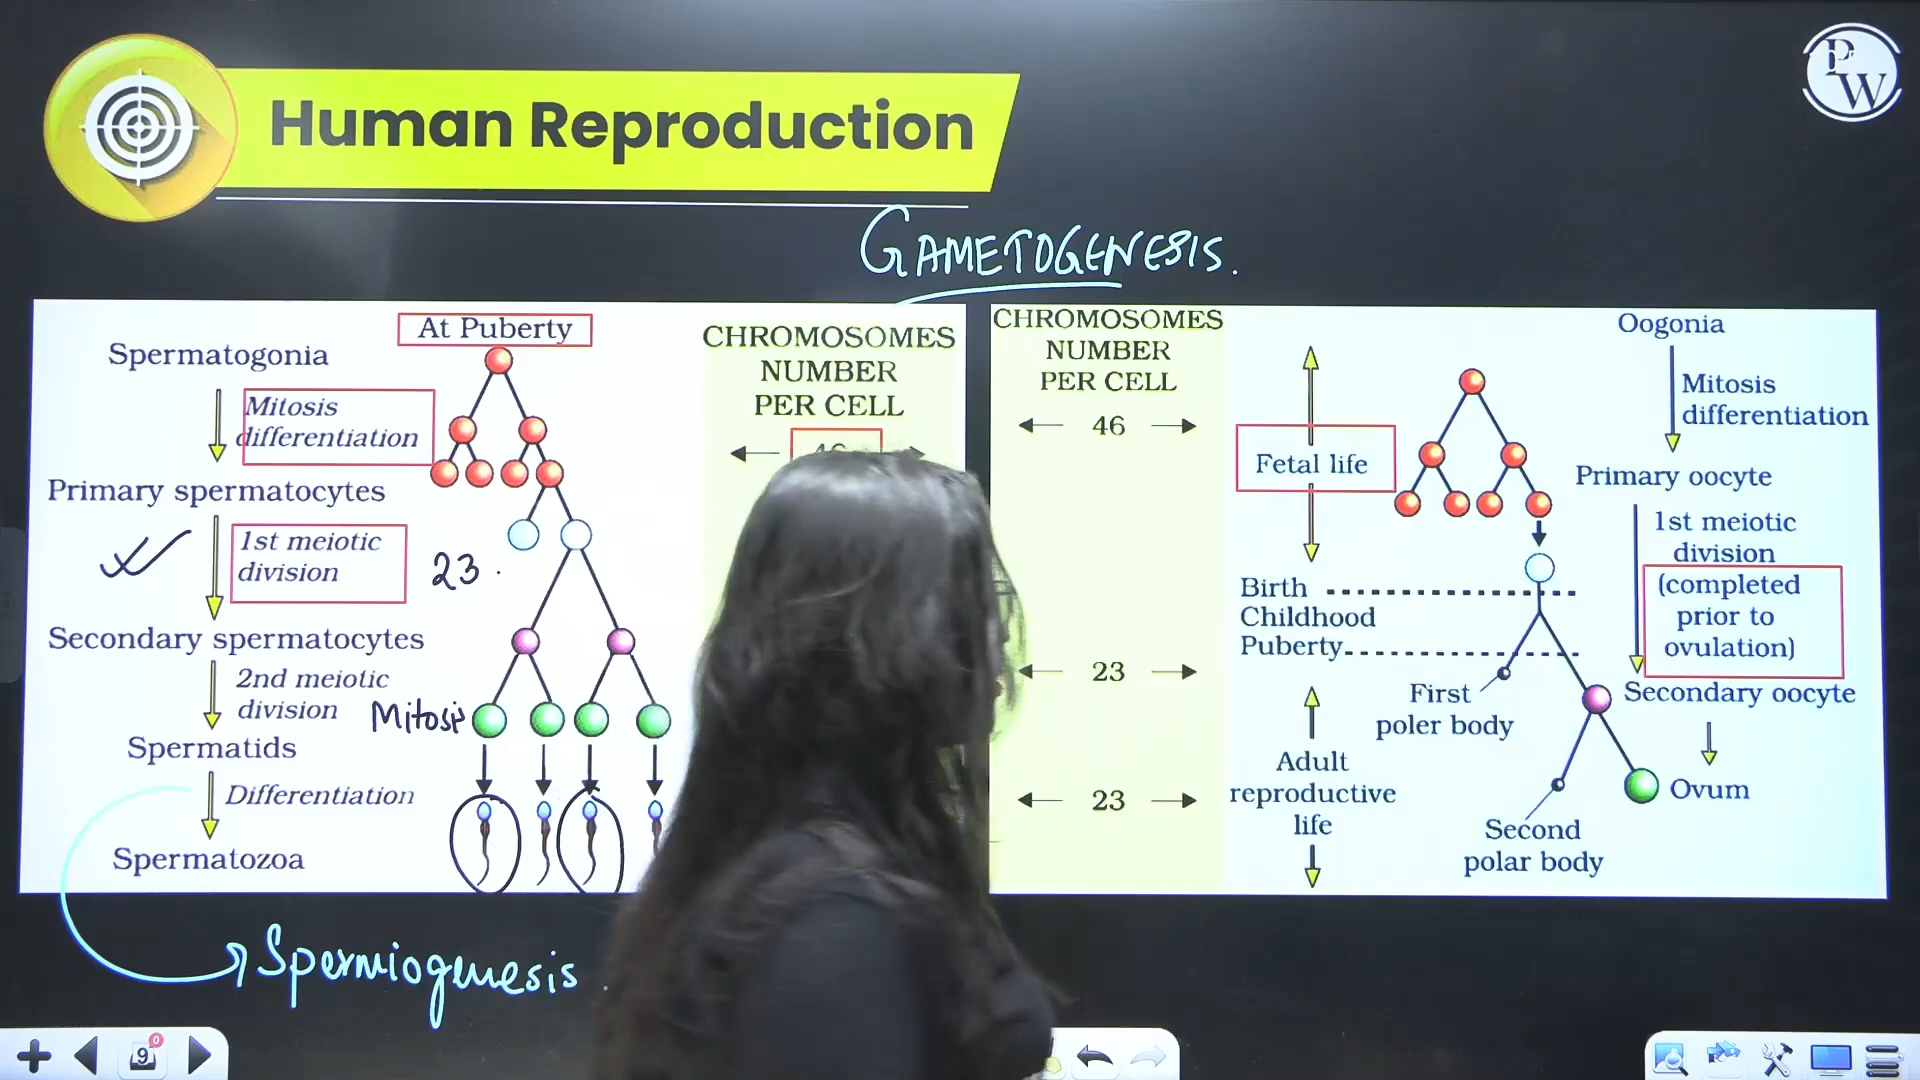 Human Reproduction
PW
GAMETOGENESIS.
At Puberty
Spermatogonia
Mitosis
differentiation
Primary spermatocytes
1st meiotic
division
23
Secondary spermatocytes
2nd meiotic
division
Mitosis
Spermatids
Differentiation
Spermatozoa
Spermiogenesis
CHROMOSOMES
NUMBER
PER CELL
CHROMOSOMES
NUMBER
PER CELL
46
23
23
Fetal life
Birth
Childhood
Puberty
Adult
reproductive
life
First
poler body
Second
polar body
Oogonia
Mitosis
differentiation
Primary oocyte
1st meiotic
division
(completed
prior to
ovulation)
Secondary oocyte
Ovum
9
0